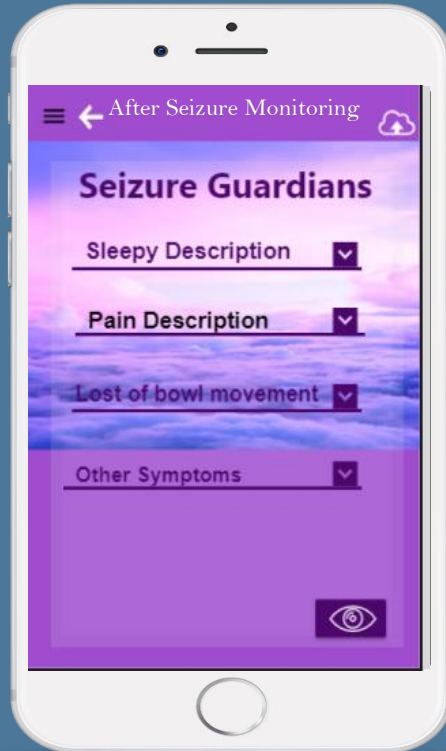 After Seizure Monitoring
Seizure Guardians
Sleepy Description
Pain Description
Lost of bowl movement
Other Symptoms